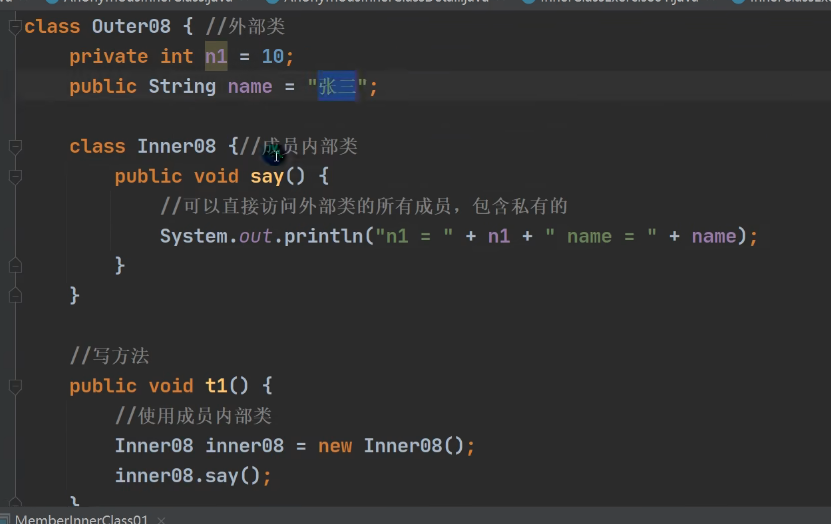 class Outer08 { //外部类
    private int n1 = 10;
    public String name = "张三";

    class Inner08 {//成员内部类
        public void say() {
            //可以直接访问外部类的所有成员，包含私有的
            System.out.println("n1 = " + n1 + " name = " + name);
        }
    }

    //写方法
    public void t1() {
        //使用成员内部类
        Inner08 inner08 = new Inner08();
        inner08.say();
    }
MemberInnerClass01 ×